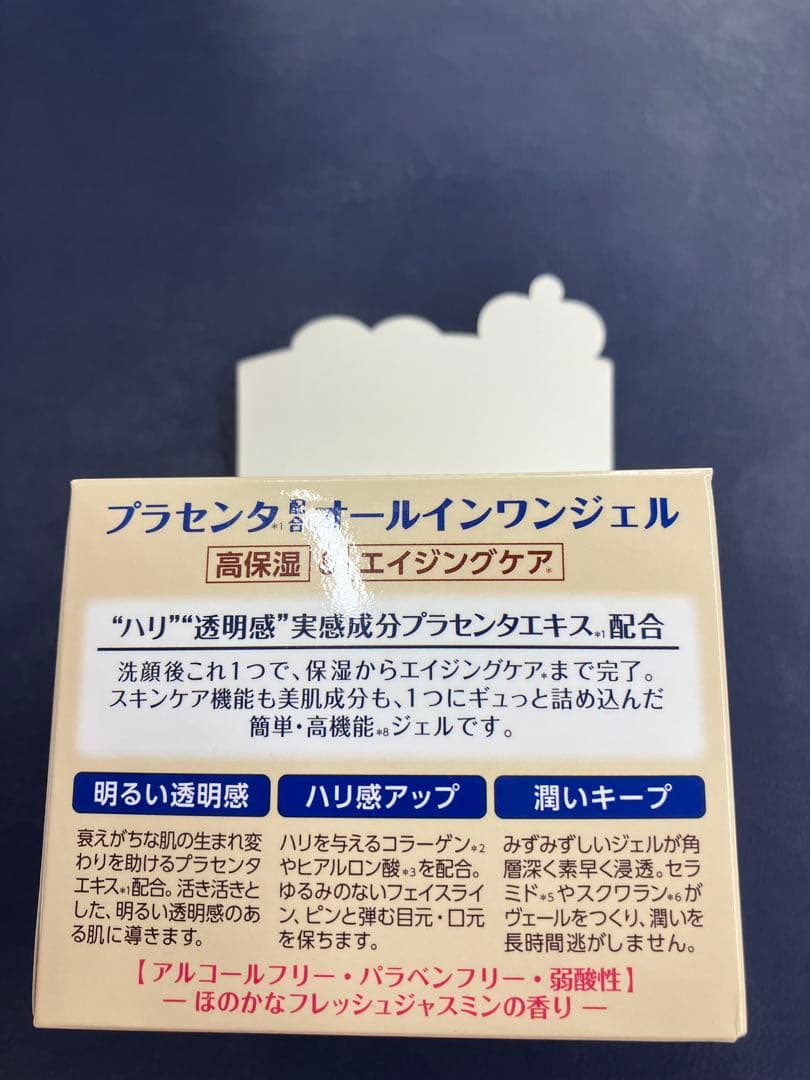 プラセンタ*1配合オールインワンジェル
高保湿 & エイジングケア*
“ハリ”“透明感”実感成分プラセンタエキス*1配合
洗顔後これ1つで、保湿からエイジングケア*まで完了。
スキンケア機能も美肌成分も、1つにギュっと詰め込んだ
簡単・高機能*8ジェルです。
明るい透明感
衰えがちな肌の生まれ変
わりを助けるプラセンタ
エキス*1配合。活き活きと
した、明るい透明感のあ
る肌に導きます。
ハリ感アップ
ハリを与えるコラーゲン*2
やヒアルロン酸*3を配合。
ゆるみのないフェイスライ
ン、ピンと弾む目元・口元
を保ちます。
潤いキープ
みずみずしいジェルが角
層深く素早く浸透。セラ
ミド*5やスクワラン*6が
ヴェールをつくり、潤いを
長時間逃がしません。
【アルコールフリー・パラベンフリー・弱酸性】
― ほのかなフレッシュジャスミンの香り ―